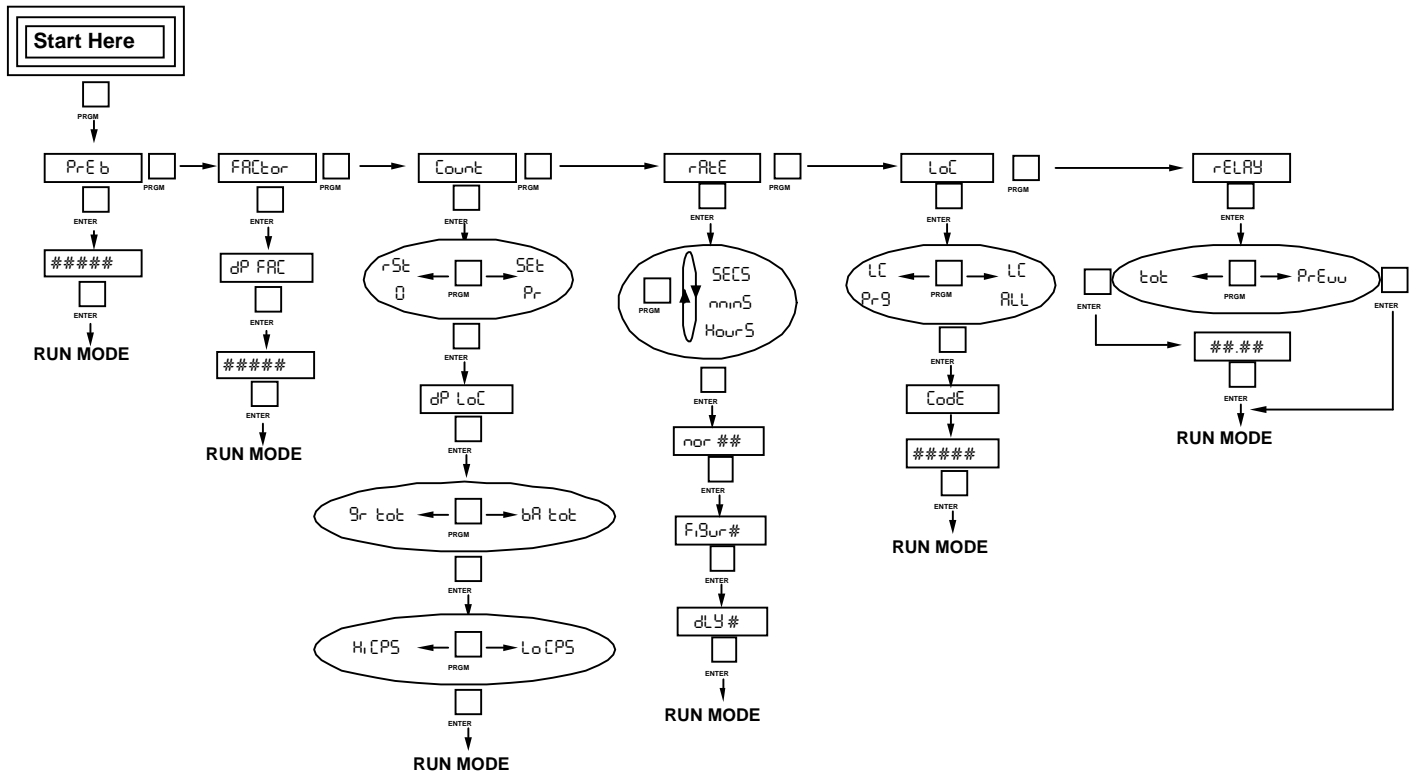 Start Here
PRGM
PrE b
PRGM
FACtor
PRGM
Count
PRGM
rAtE
PRGM
LoC
PRGM
rELAY
ENTER
ENTER
ENTER
ENTER
ENTER
ENTER
#####
ENTER
RUN MODE
dP FAC
ENTER
#####
ENTER
RUN MODE
rSt
0
PRGM
SEt
Pr
ENTER
dP LoC
ENTER
gr tot
PRGM
bA tot
ENTER
Hi CPS
PRGM
Lo CPS
ENTER
RUN MODE
PRGM
SECS
nninS
HourS
ENTER
nor ##
ENTER
Figur#
ENTER
dLY #
ENTER
RUN MODE
LC
Prg
PRGM
LC
ALL
ENTER
CodE
#####
ENTER
RUN MODE
ENTER
tot
PRGM
PrEuu
ENTER
##.##
ENTER
RUN MODE